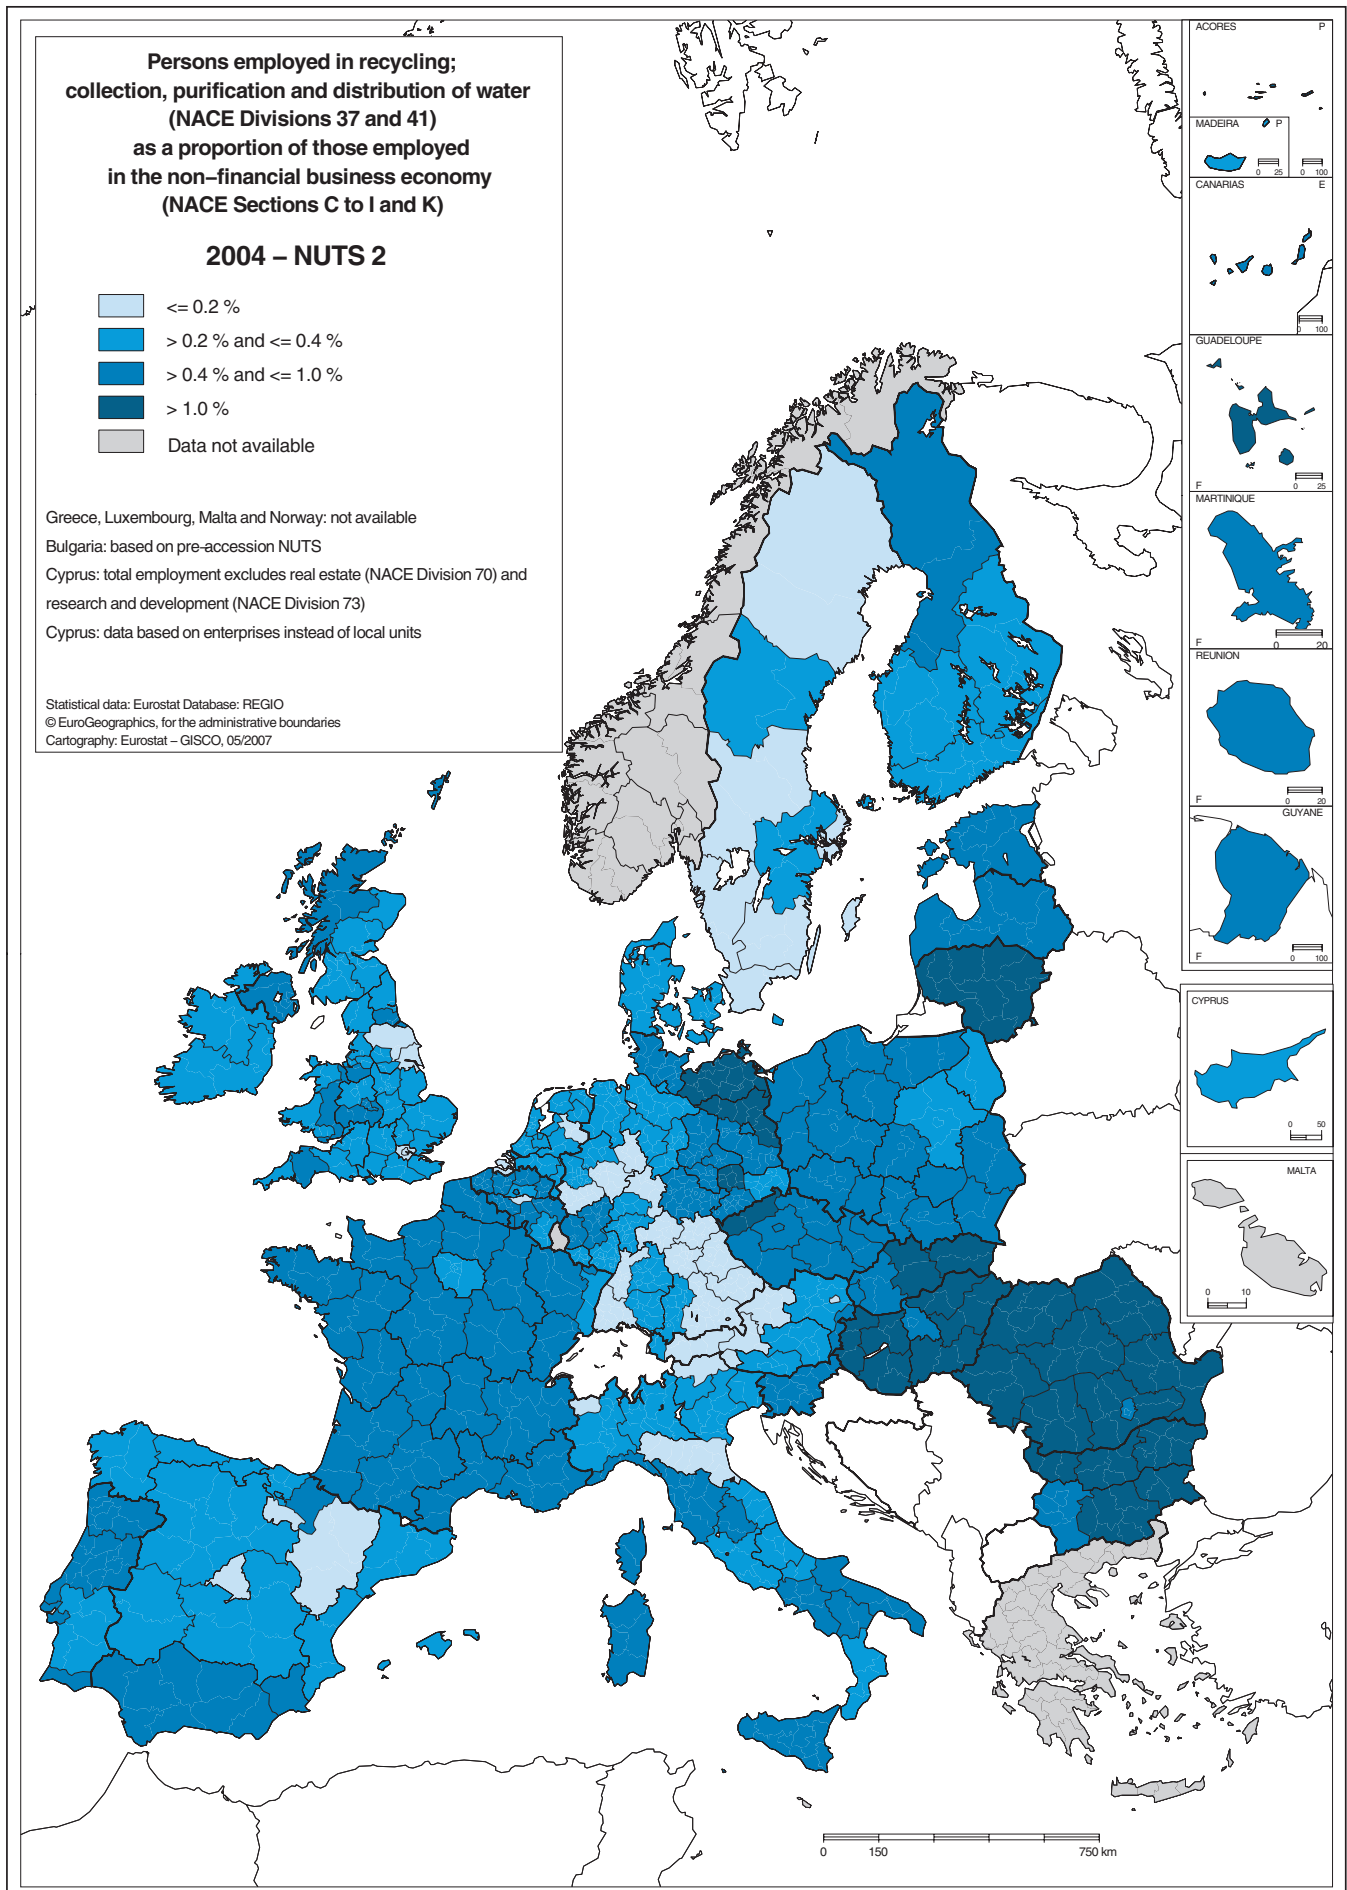 Persons employed in recycling;
collection, purification and distribution of water
(NACE Divisions 37 and 41)
as a proportion of those employed
in the non–financial business economy
(NACE Sections C to I and K)
2004 – NUTS 2
<= 0.2 %
> 0.2 % and <= 0.4 %
> 0.4 % and <= 1.0 %
> 1.0 %
Data not available
Greece, Luxembourg, Malta and Norway: not available
Bulgaria: based on pre-accession NUTS
Cyprus: total employment excludes real estate (NACE Division 70) and
research and development (NACE Division 73)
Cyprus: data based on enterprises instead of local units
Statistical data: Eurostat Database: REGIO
© EuroGeographics, for the administrative boundaries
Cartography: Eurostat – GISCO, 05/2007
ACORES P
MADEIRA P
0 25 0 100
CANARIAS E
0 100
GUADELOUPE
F 0 25
MARTINIQUE
F 0 20
REUNION
F 0 20
GUYANE
F 0 100
CYPRUS
0 50
MALTA
0 10
0 150 750 km